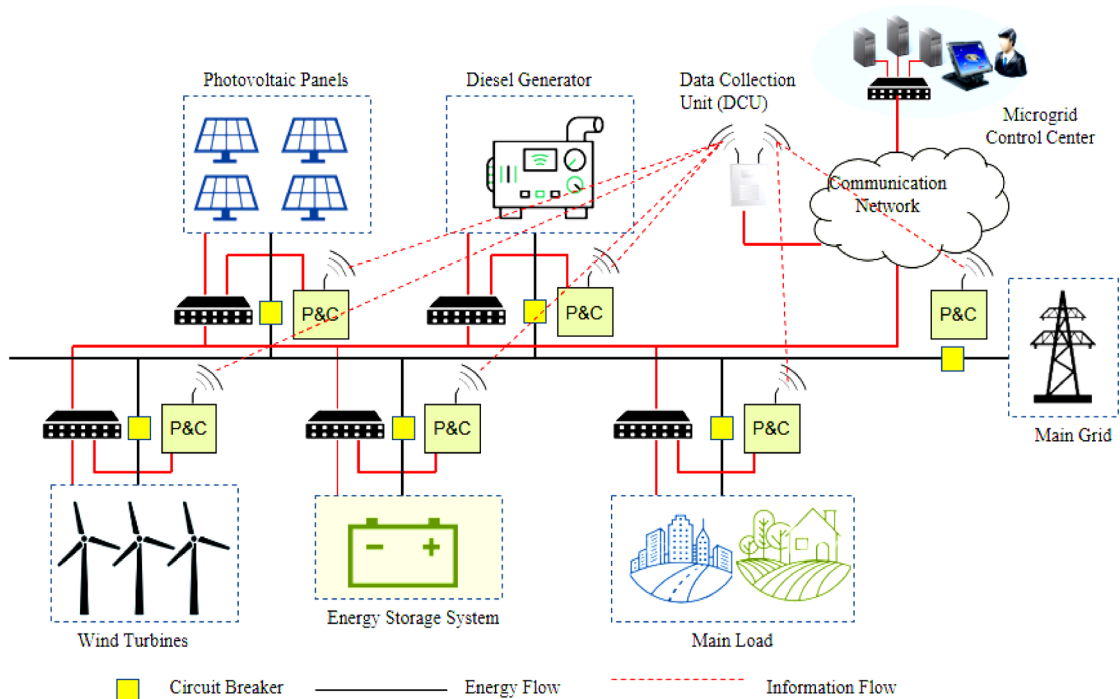 Photovoltaic Panels
Diesel Generator
Data Collection
Unit (DCU)
Microgrid
Control Center
Communication
Network
P&C
P&C
P&C
P&C
P&C
P&C
Main Grid
Wind Turbines
Energy Storage System
Main Load
Circuit Breaker
Energy Flow
Information Flow